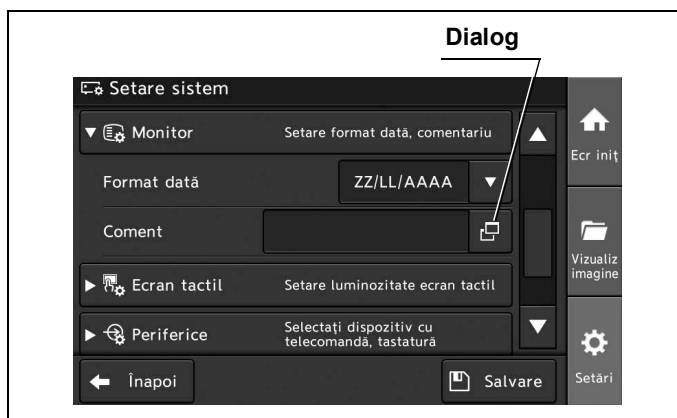 Dialog
Setare sistem
Monitor Setare format dată, comentariu
Ecr iniț
Format dată ZZ/LL/AAAA
Coment
Vizualiz
imagine
Ecran tactil Setare luminozitate ecran tactil
Periferice Selectați dispozitiv cu
telecomandă, tastatură
Înapoi Salvare Setări